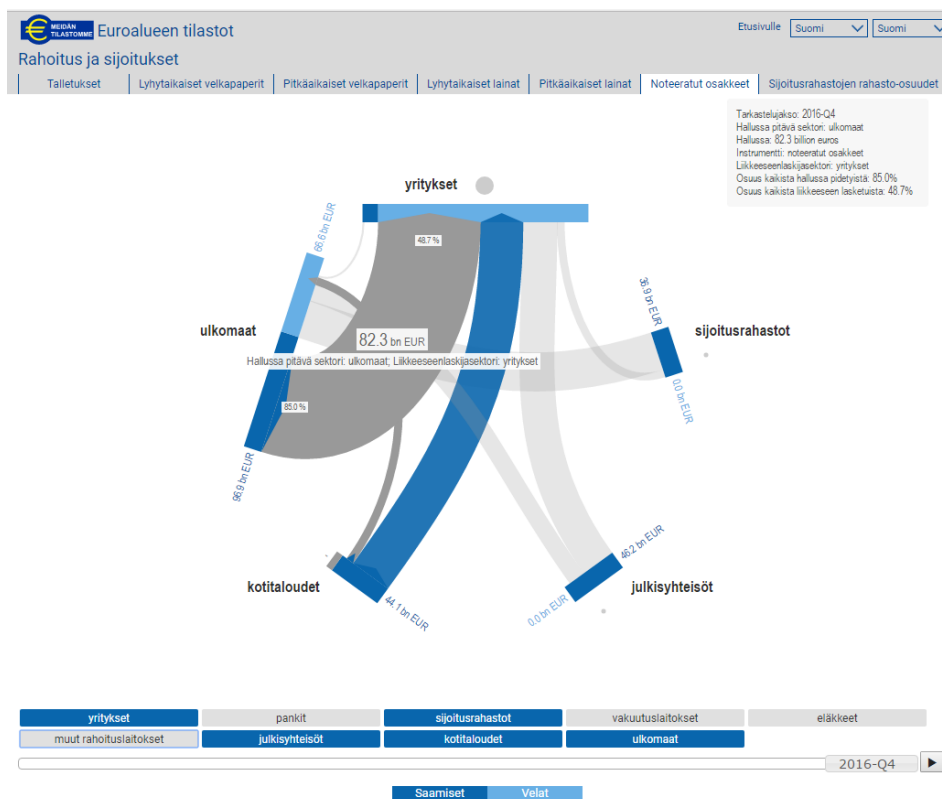 MEIDÄN
TILASTOMME
Euroalueen tilastot
Etusivulle
Suomi
Suomi
Rahoitus ja sijoitukset
Talletukset
Lyhytaikaiset velkapaperit
Pitkäaikaiset velkapaperit
Lyhytaikaiset lainat
Pitkäaikaiset lainat
Noteeratut osakkeet
Sijoitusrahastojen rahasto-osuudet
Tarkastelujakso: 2016-Q4
Hallussa pitävä sektori: ulkomaat
Hallussa: 82.3 billion euros
Instrumentti: noteeratut osakkeet
Liikkeeseenlaskijasektori: yritykset
Osuus kaikista hallussa pidetyistä: 85.0%
Osuus kaikista liikkeeseen lasketuista: 48.7%
yritykset
66.6 bn EUR
48.7 %
36.9 bn EUR
ulkomaat
82.3 bn EUR
sijoitusrahastot
Hallussa pitävä sektori: ulkomaat; Liikkeeseenlaskijasektori: yritykset
0.0 bn EUR
85.0 %
96.9 bn EUR
46.2 bn EUR
kotitaloudet
44.1 bn EUR
0.0 bn EUR
julkisyhteisöt
yritykset
pankit
sijoitusrahastot
vakuutuslaitokset
eläkkeet
muut rahoituslaitokset
julkisyhteisöt
kotitaloudet
ulkomaat
2016-Q4
Saamiset
Velat